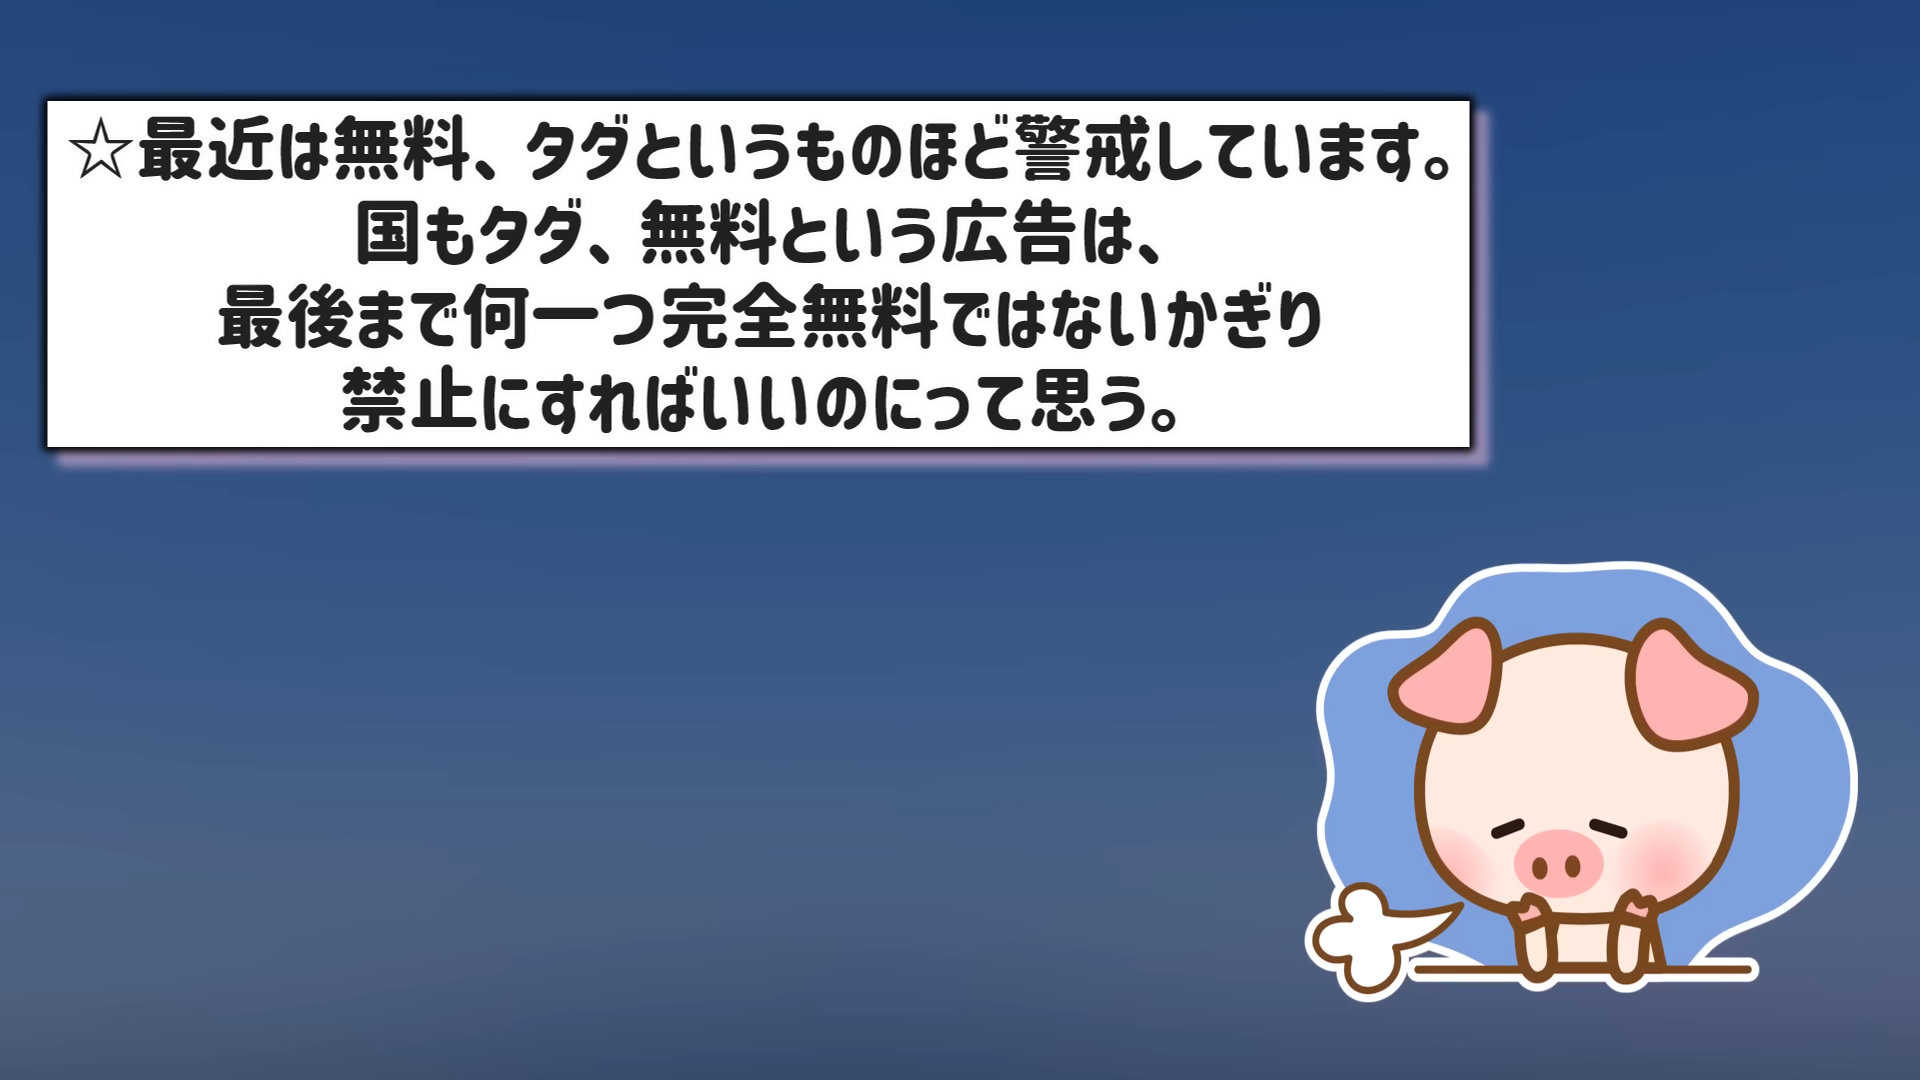 ☆最近は無料、タダというものほど警戒しています。
国もタダ、無料という広告は、
最後まで何一つ完全無料ではないかぎり
禁止にすればいいのにって思う。